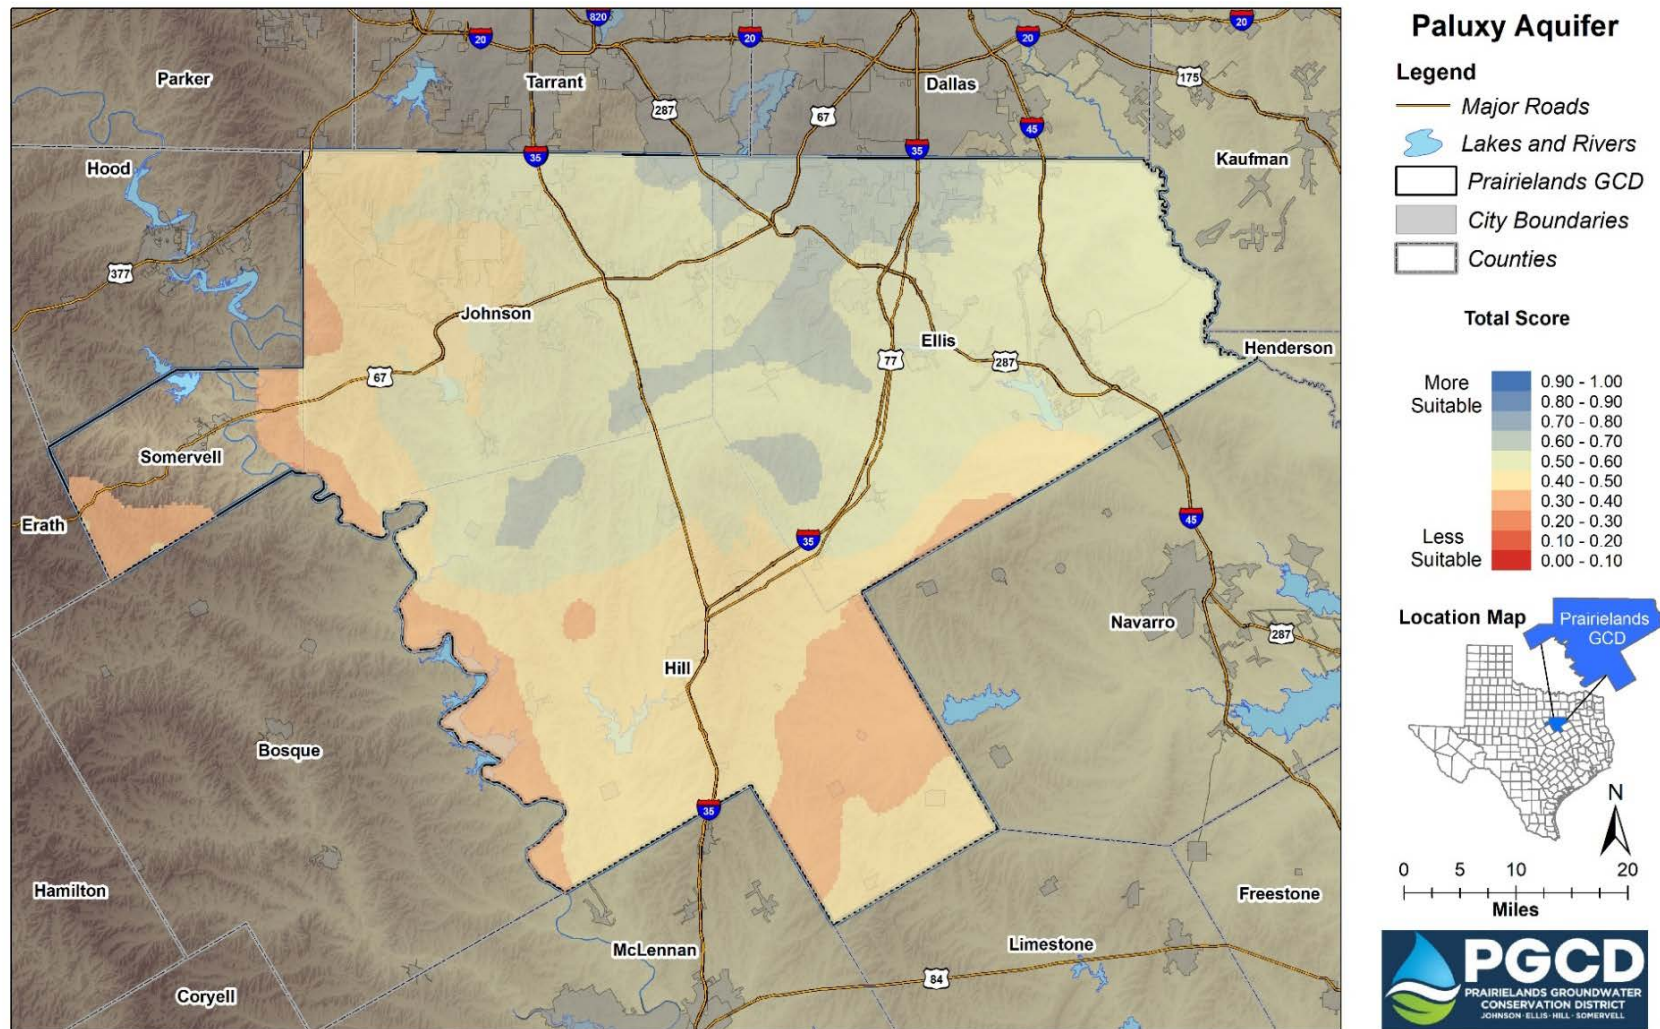 Parker
Tarrant
Dallas
Kaufman
Hood
Johnson
Ellis
Henderson
Somervell
Erath
Navarro
Hill
Bosque
Hamilton
McLennan
Limestone
Freestone
Coryell
820
20
20
20
20
175
287
67
45
35
35
377
67
77
287
35
45
287
35
84
Paluxy Aquifer
Legend
Major Roads
Lakes and Rivers
Prairielands GCD
City Boundaries
Counties
Total Score
More
Suitable
0.90 - 1.00
0.80 - 0.90
0.70 - 0.80
0.60 - 0.70
0.50 - 0.60
0.40 - 0.50
0.30 - 0.40
0.20 - 0.30
0.10 - 0.20
0.00 - 0.10
Less
Suitable
Location Map
Prairielands
GCD
N
0 5 10 20
Miles
PGCD
PRAIRIELANDS GROUNDWATER
CONSERVATION DISTRICT
JOHNSON · ELLIS · HILL · SOMERVELL